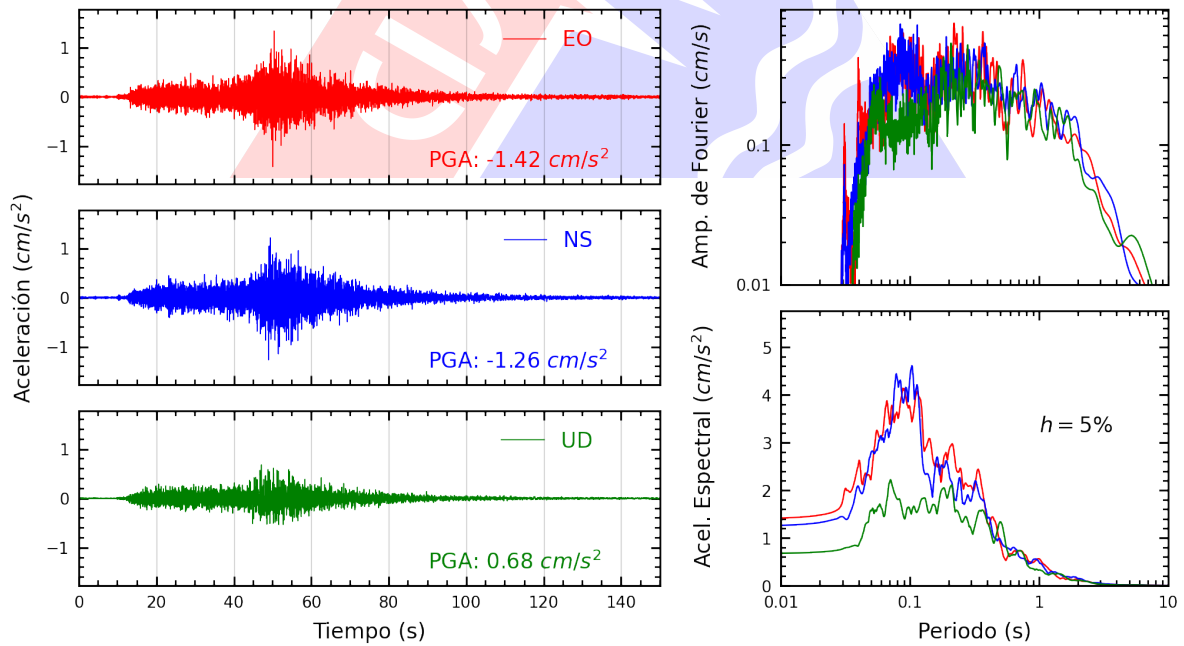 Aceleración (cm/s²)
1
0
−1
EO
PGA: -1.42 cm/s²
1
0
−1
NS
PGA: -1.26 cm/s²
1
0
−1
UD
PGA: 0.68 cm/s²
0 20 40 60 80 100 120 140
Tiempo (s)
Amp. de Fourier (cm/s)
0.1
0.01
Acel. Espectral (cm/s²)
5
4
3
2
1
0
h = 5%
0.01 0.1 1 10
Periodo (s)